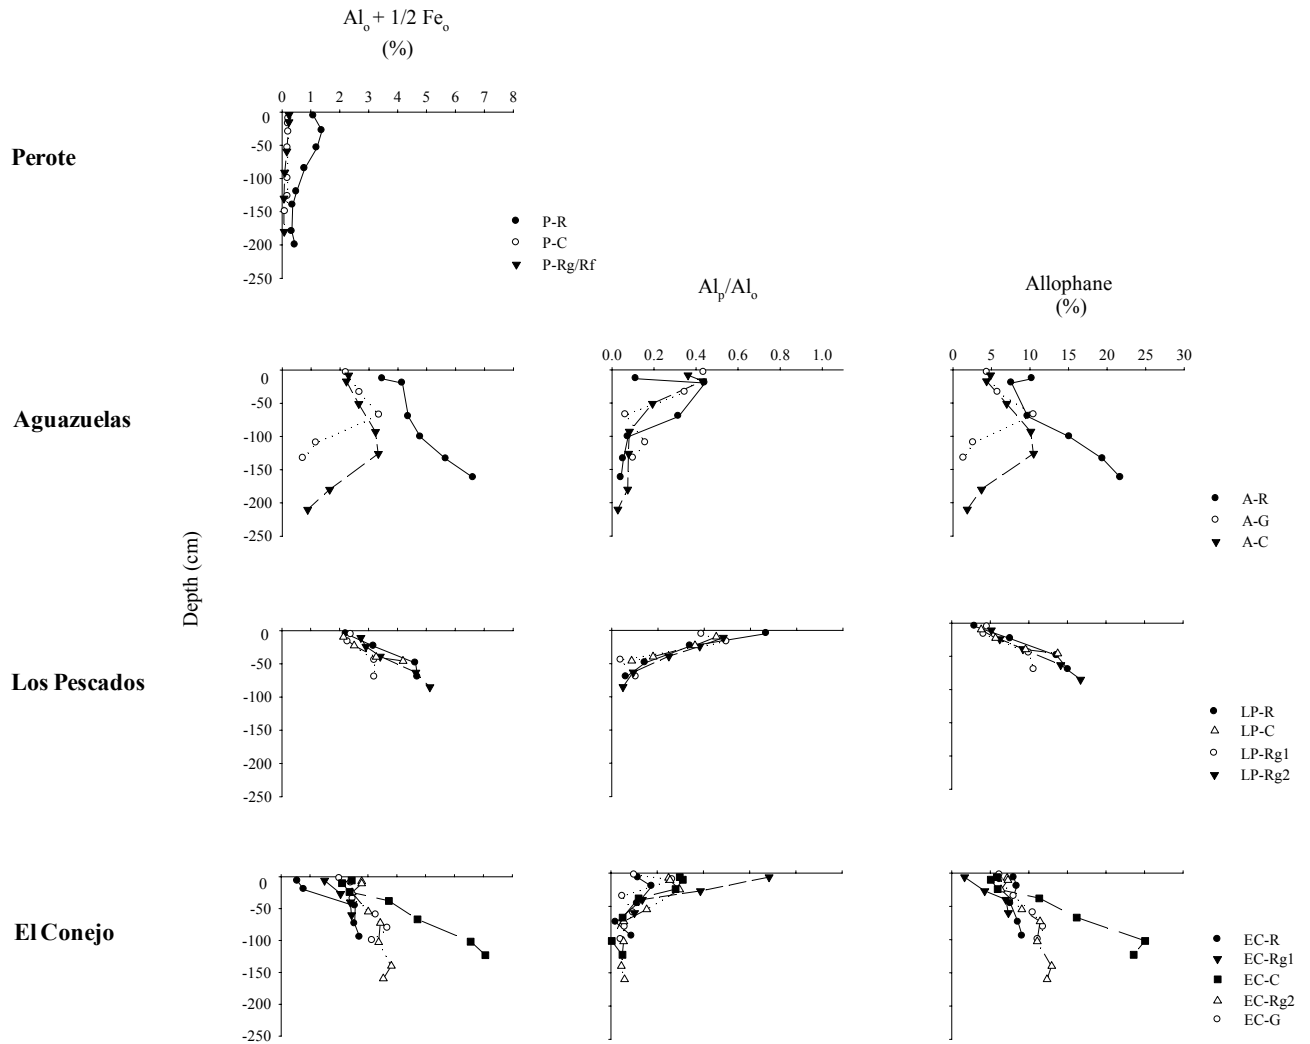 Alo + 1/2 Feo
(%)
0 1 2 3 4 5 6 7 8
Perote
0
-50
-100
-150
-200
-250
P-R
P-C
P-Rg/Rf
Alp/Alo
Allophane
(%)
0.0 0.2 0.4 0.6 0.8 1.0
0 5 10 15 20 25 30
Aguazuelas
0
-50
-100
-150
-200
-250
A-R
A-G
A-C
Depth (cm)
Los Pescados
0
-50
-100
-150
-200
-250
LP-R
LP-C
LP-Rg1
LP-Rg2
El Conejo
0
-50
-100
-150
-200
-250
EC-R
EC-Rg1
EC-C
EC-Rg2
EC-G